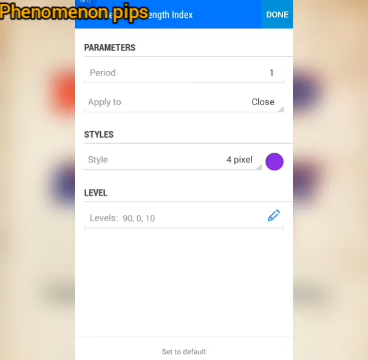 Phenomenon pips
ength Index
DONE
PARAMETERS
Period 1
Apply to Close
STYLES
Style 4 pixel
LEVEL
Levels: 90, 0, 10
Set to default